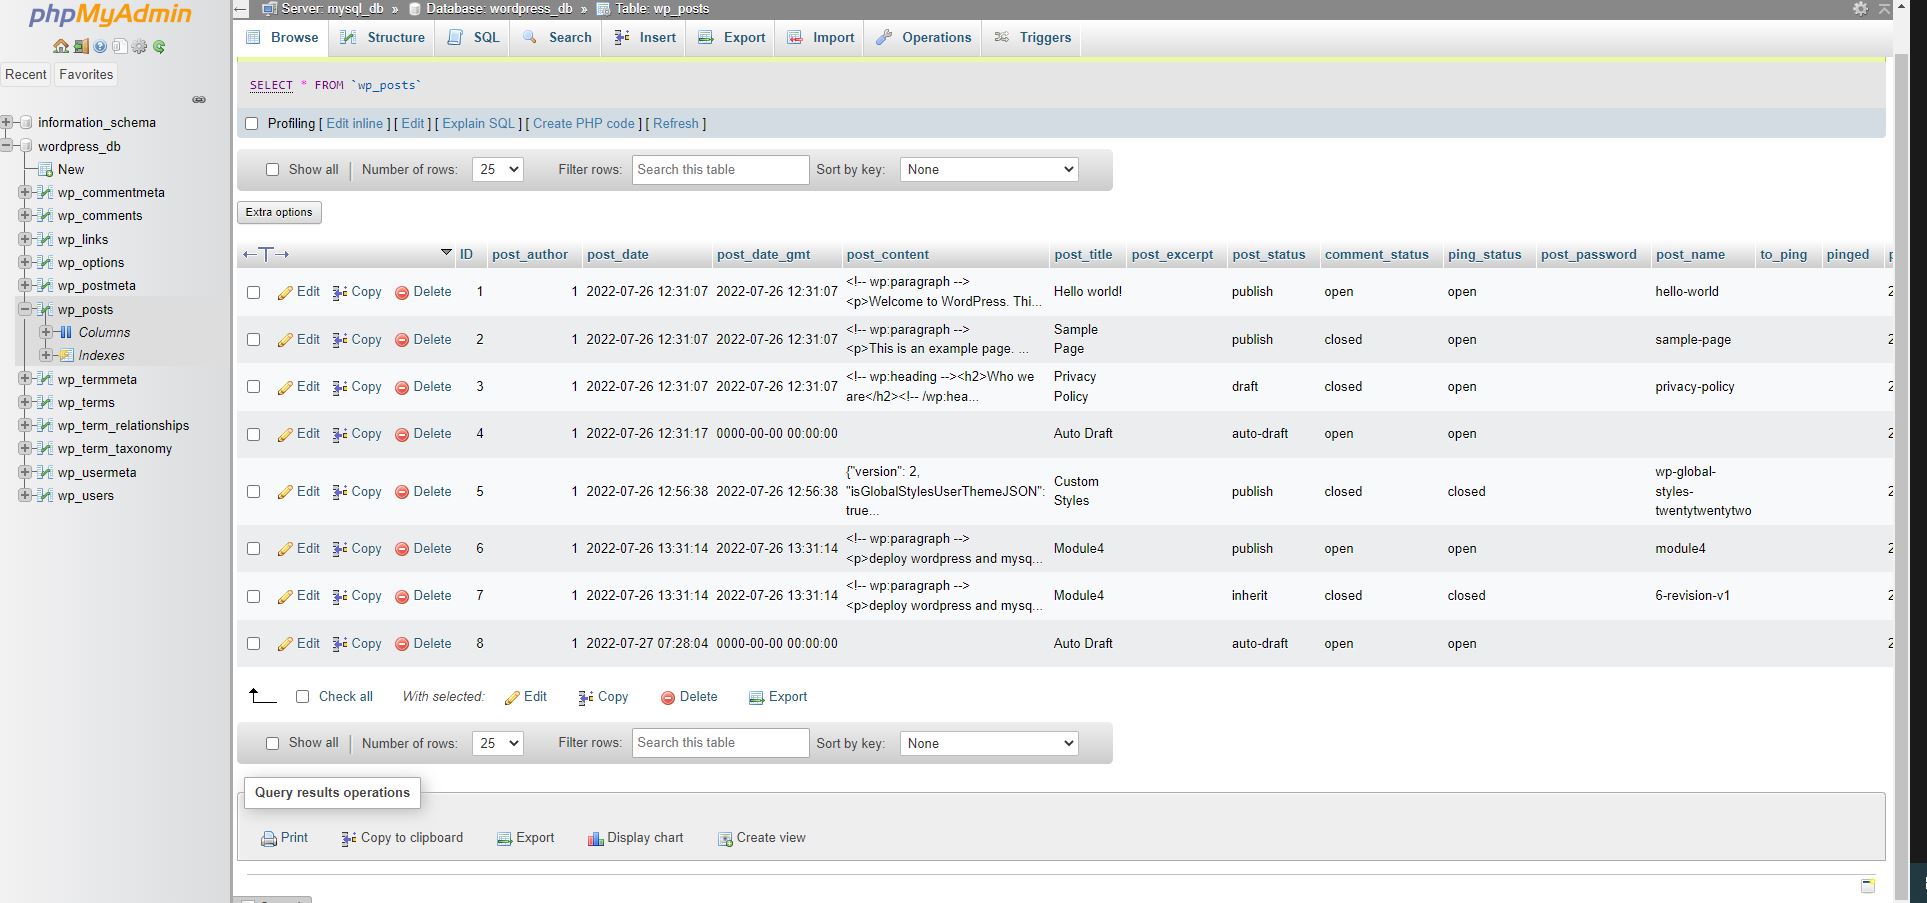 phpMyAdmin
Server: mysql_db » Database: wordpress_db » Table: wp_posts
Browse Structure SQL Search Insert Export Import Operations Triggers
Recent Favorites
SELECT * FROM `wp_posts`
Profiling [ Edit inline ] [ Edit ] [ Explain SQL ] [ Create PHP code ] [ Refresh ]
information_schema
wordpress_db
New
wp_commentmeta
wp_comments
wp_links
wp_options
wp_postmeta
wp_posts
Columns
Indexes
wp_termmeta
wp_terms
wp_term_relationships
wp_term_taxonomy
wp_usermeta
wp_users
Show all Number of rows: 25 Filter rows: Search this table Sort by key: None
Extra options
ID post_author post_date post_date_gmt post_content post_title post_excerpt post_status comment_status ping_status post_password post_name to_ping pinged
Edit Copy Delete 1 1 2022-07-26 12:31:07 2022-07-26 12:31:07 <!-- wp:paragraph --> <p>Welcome to WordPress. Thi... Hello world! publish open open hello-world 2
Edit Copy Delete 2 1 2022-07-26 12:31:07 2022-07-26 12:31:07 <!-- wp:paragraph --> <p>This is an example page. ... Sample Page publish closed open sample-page 2
Edit Copy Delete 3 1 2022-07-26 12:31:07 2022-07-26 12:31:07 <!-- wp:heading --><h2>Who we are</h2><!-- /wp:hea... Privacy Policy draft closed open privacy-policy 2
Edit Copy Delete 4 1 2022-07-26 12:31:17 0000-00-00 00:00:00 Auto Draft auto-draft open open 2
Edit Copy Delete 5 1 2022-07-26 12:56:38 2022-07-26 12:56:38 {"version": 2, "isGlobalStylesUserThemeJSON": true... Custom Styles publish closed closed wp-global-styles-twentytwentytwo 2
Edit Copy Delete 6 1 2022-07-26 13:31:14 2022-07-26 13:31:14 <!-- wp:paragraph --> <p>deploy wordpress and mysq... Module4 publish open open module4 2
Edit Copy Delete 7 1 2022-07-26 13:31:14 2022-07-26 13:31:14 <!-- wp:paragraph --> <p>deploy wordpress and mysq... Module4 inherit closed closed 6-revision-v1 2
Edit Copy Delete 8 1 2022-07-27 07:28:04 0000-00-00 00:00:00 Auto Draft auto-draft open open 2
Check all With selected: Edit Copy Delete Export
Show all Number of rows: 25 Filter rows: Search this table Sort by key: None
Query results operations
Print Copy to clipboard Export Display chart Create view